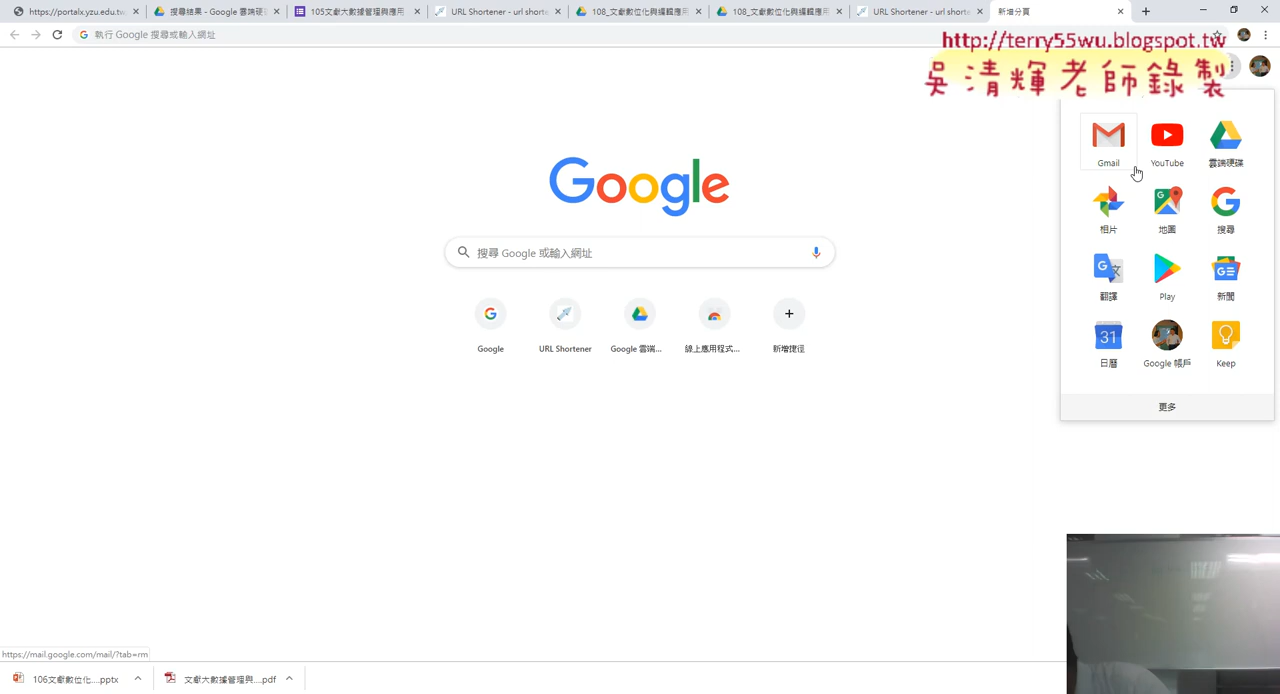 https://portalx.yzu.edu.tw
搜尋結果 - Google 雲端硬
105文獻大數據管理與應用
URL Shortener - url shorte
108_文獻數位化與邏輯應用
108_文獻數位化與邏輯應用
URL Shortener - url shorte
新增分頁
執行 Google 搜尋或輸入網址
http://terry55wu.blogspot.tw
吳清輝老師錄製
Gmail
YouTube
雲端硬碟
相片
地圖
搜尋
翻譯
Play
新聞
31
日曆
Google 帳戶
Keep
更多
Google
搜尋 Google 或輸入網址
Google
URL Shortener
Google 雲端...
線上應用程式...
新增捷徑
https://mail.google.com/mail/?tab=rm
106文獻數位化....pptx
文獻大數據管理與....pdf